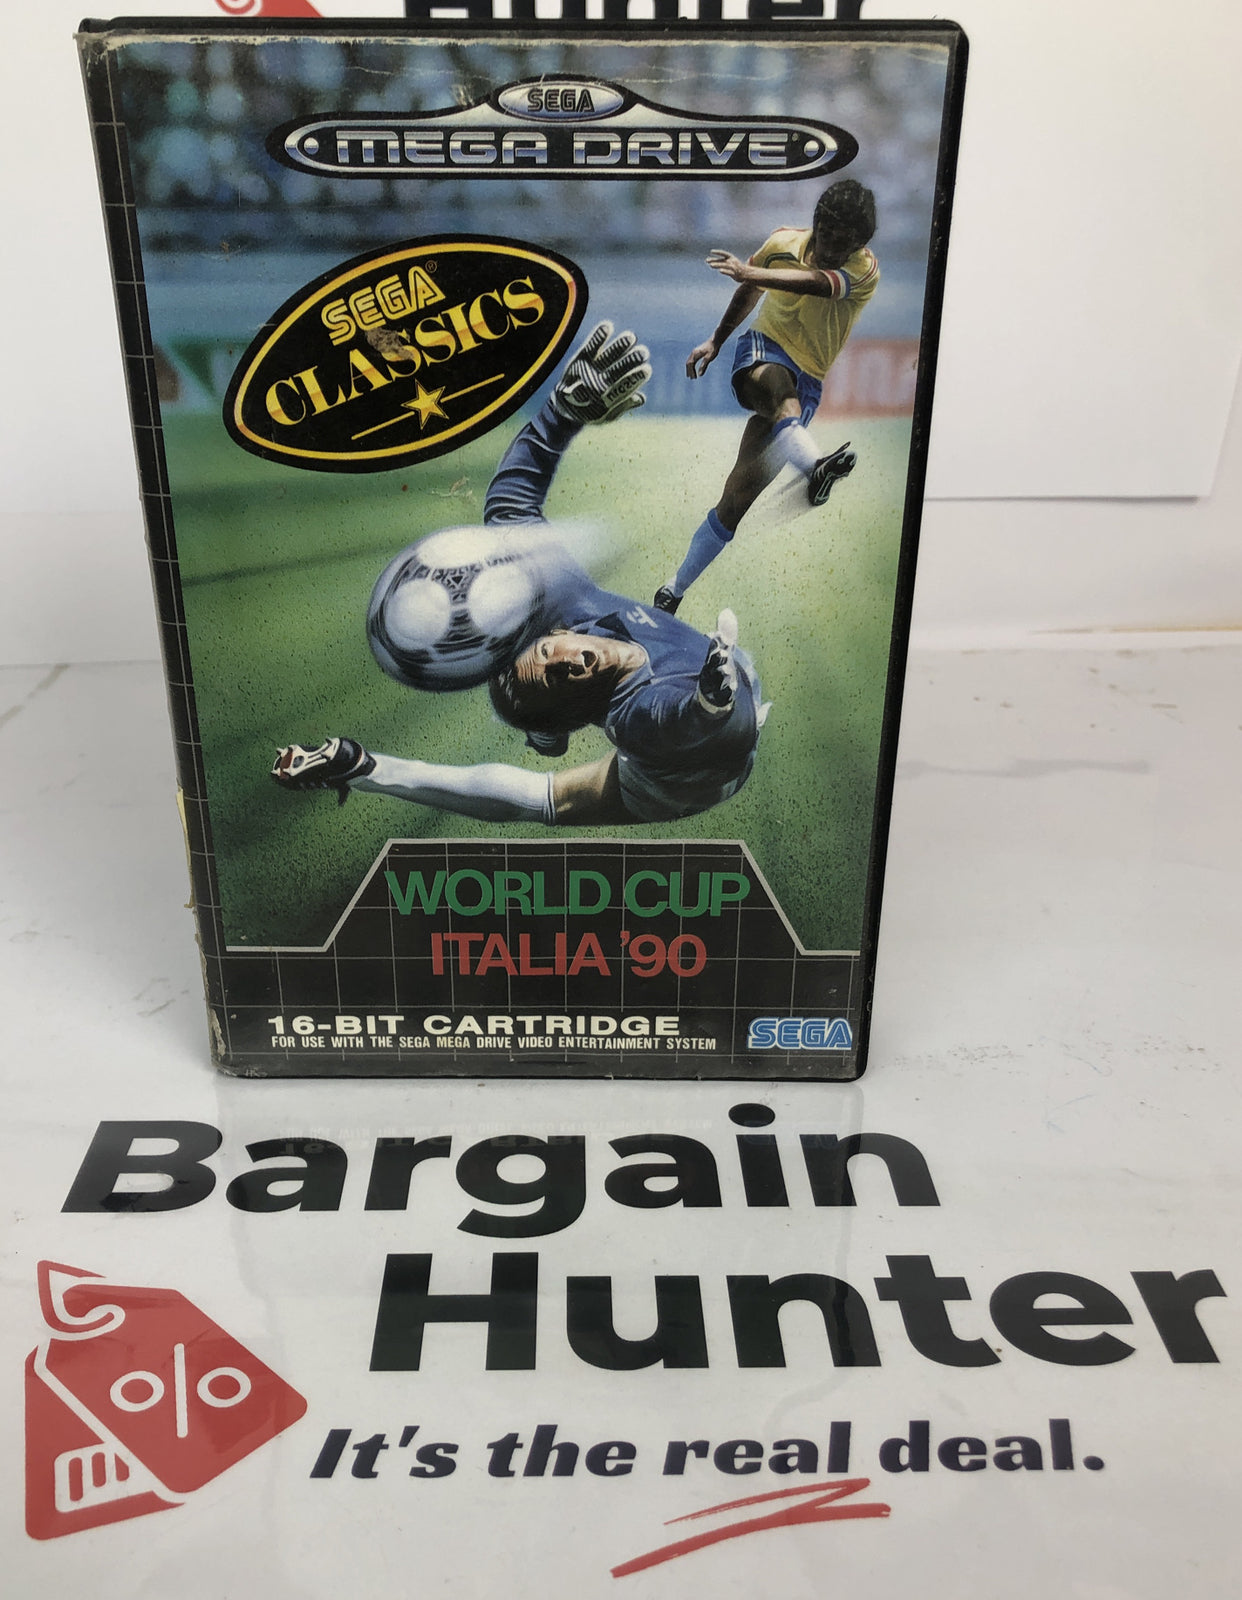 Hunter
SEGA
MEGA DRIVE
SEGA®
CLASSICS
WORLD CUP
ITALIA '90
16-BIT CARTRIDGE
FOR USE WITH THE SEGA MEGA DRIVE VIDEO ENTERTAINMENT SYSTEM
SEGA
Bargain
Hunter
%
It's the real deal.